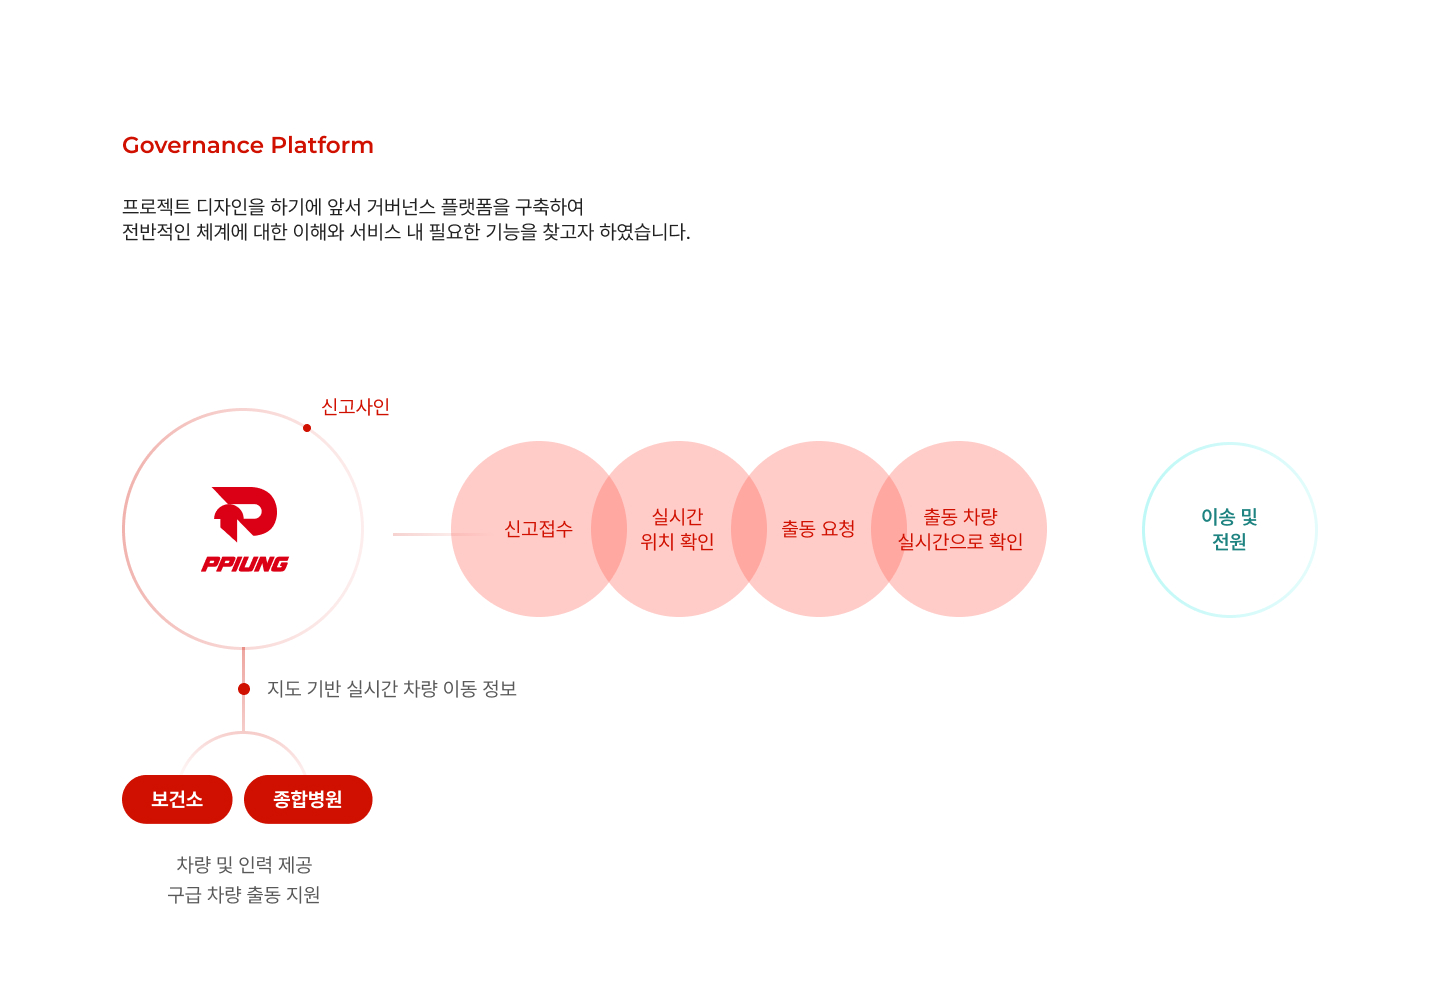 Governance Platform
프로젝트 디자인을 하기에 앞서 거버넌스 플랫폼을 구축하여
전반적인 체계에 대한 이해와 서비스 내 필요한 기능을 찾고자 하였습니다.
신고사인
PPIUNG
신고접수
실시간
위치 확인
출동 요청
출동 차량
실시간으로 확인
이송 및
전원
지도 기반 실시간 차량 이동 정보
보건소
종합병원
차량 및 인력 제공
구급 차량 출동 지원